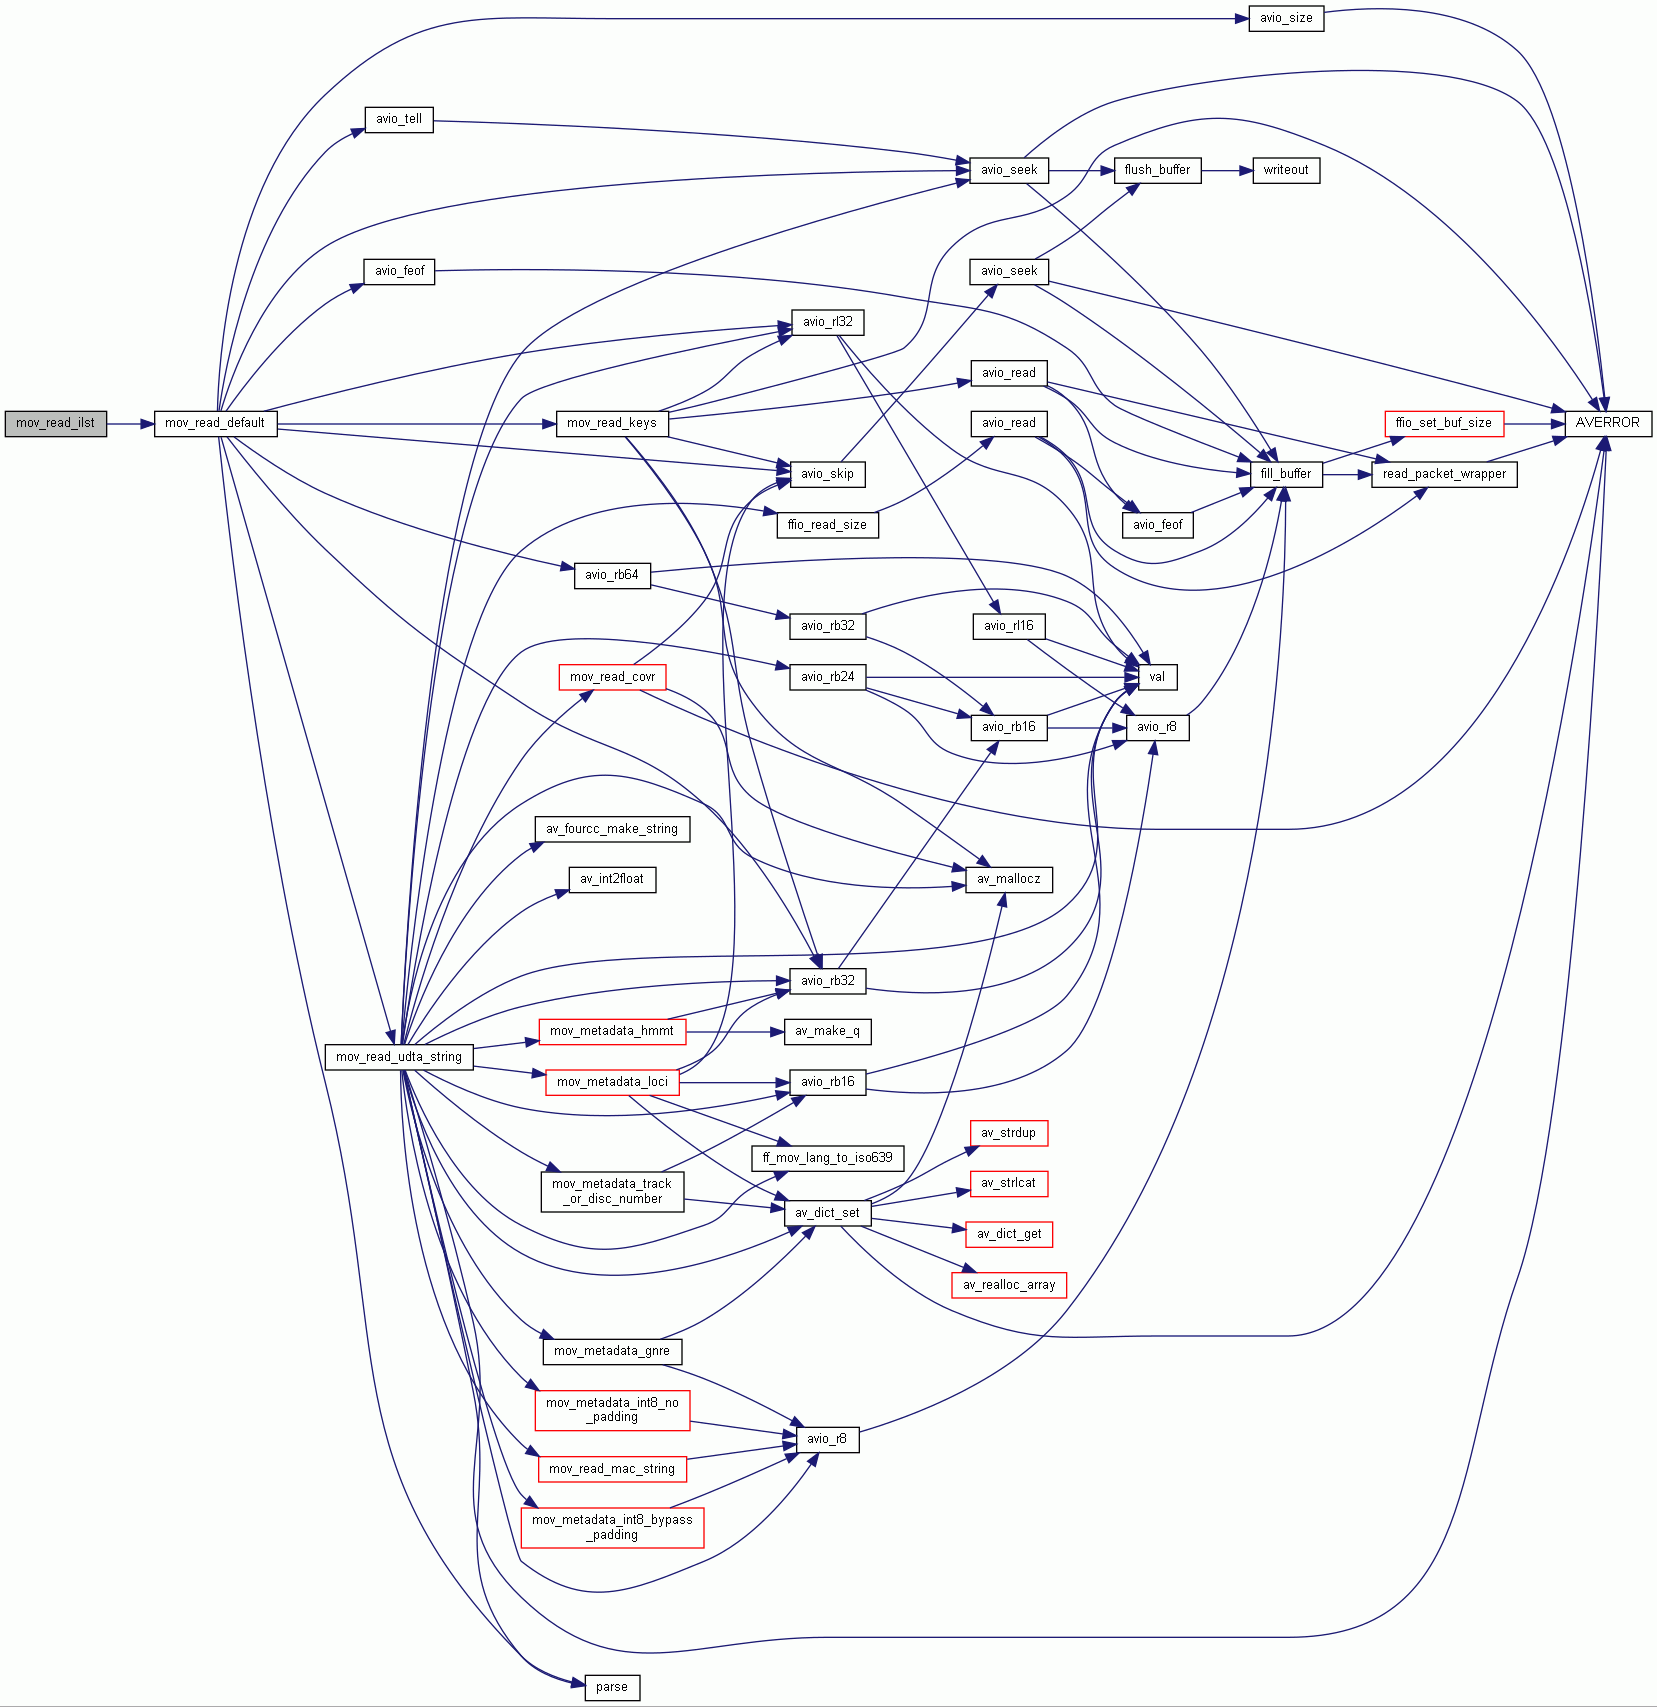 avio_size
avio_tell
avio_seek
flush_buffer
writeout
avio_feof
avio_seek
avio_rl32
avio_read
mov_read_ilst
mov_read_default
mov_read_keys
avio_read
ffio_set_buf_size
AVERROR
avio_skip
fill_buffer
read_packet_wrapper
ffio_read_size
avio_feof
avio_rb64
avio_rb32
avio_rl16
mov_read_covr
avio_rb24
val
avio_rb16
avio_r8
av_fourcc_make_string
av_int2float
av_mallocz
avio_rb32
mov_metadata_hmmt
av_make_q
mov_read_udta_string
mov_metadata_loci
avio_rb16
av_strdup
ff_mov_lang_to_iso639
mov_metadata_track
_or_disc_number
av_strlcat
av_dict_set
av_dict_get
av_realloc_array
mov_metadata_gnre
mov_metadata_int8_no
_padding
avio_r8
mov_read_mac_string
mov_metadata_int8_bypass
_padding
parse